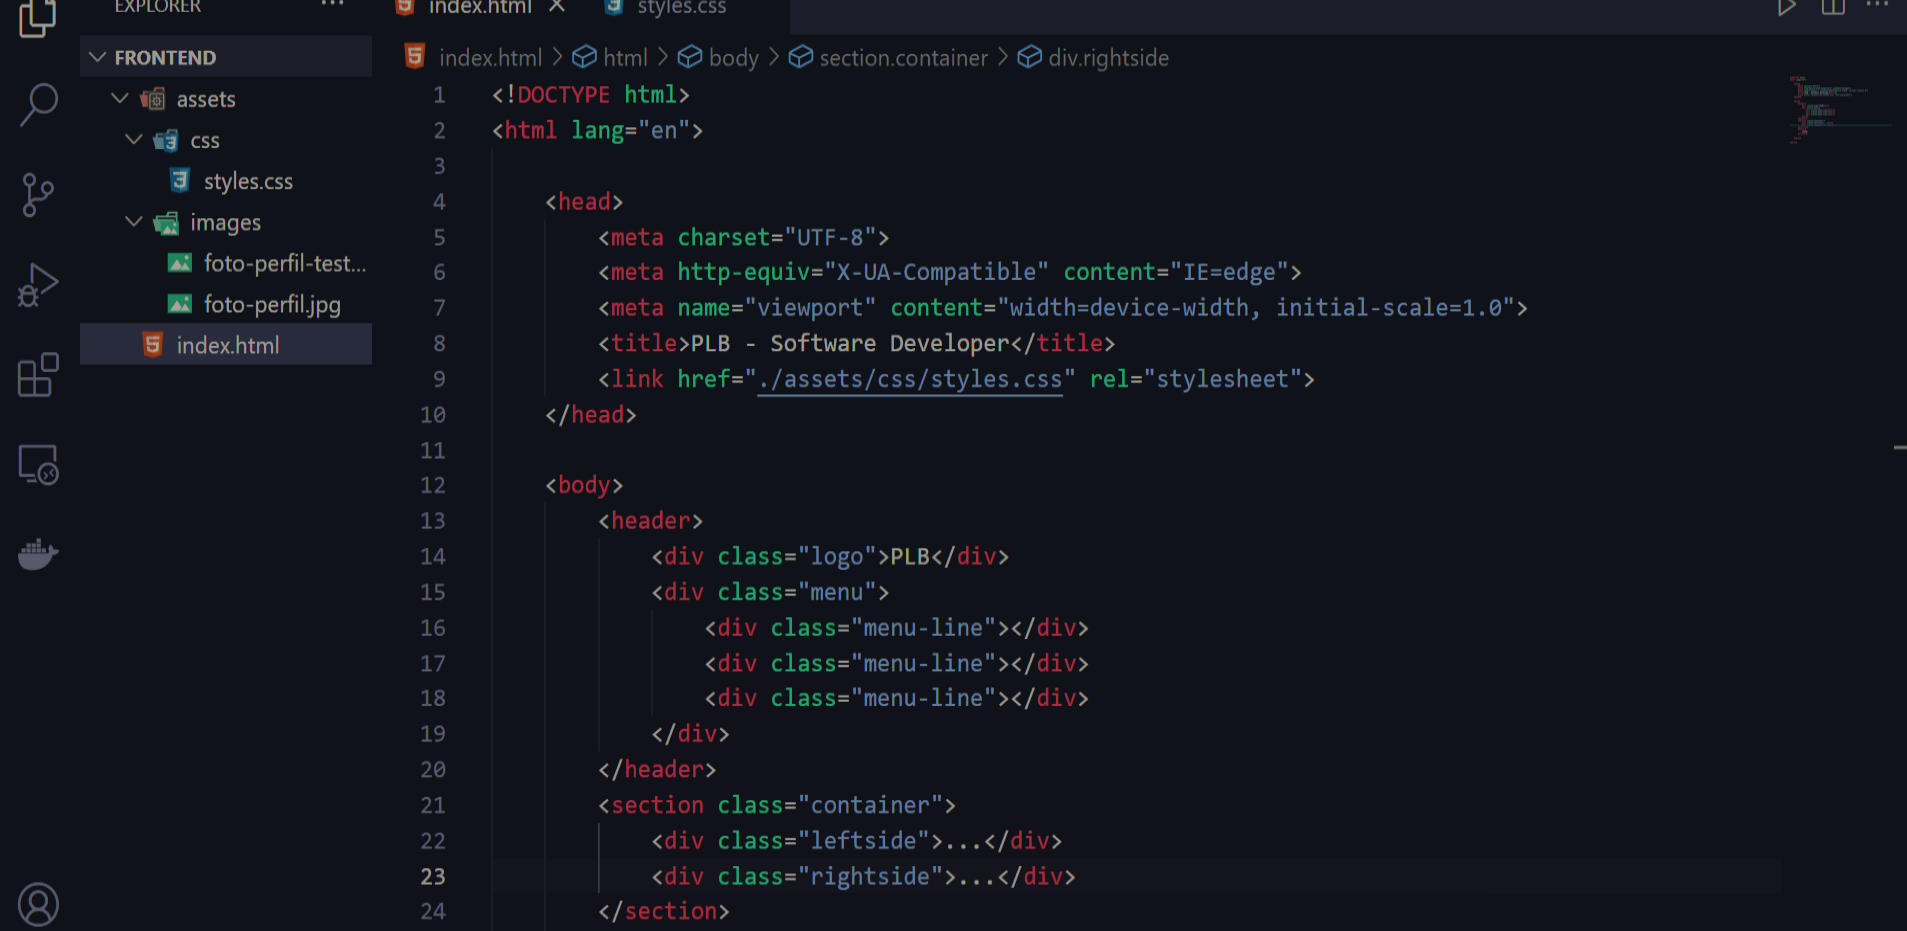 EXPLORER
FRONTEND
assets
css
styles.css
images
foto-perfil-test...
foto-perfil.jpg
index.html
index.html
styles.css
index.html > html > body > section.container > div.rightside
1 <!DOCTYPE html>
2 <html lang="en">
3
4 <head>
5 <meta charset="UTF-8">
6 <meta http-equiv="X-UA-Compatible" content="IE=edge">
7 <meta name="viewport" content="width=device-width, initial-scale=1.0">
8 <title>PLB - Software Developer</title>
9 <link href="./assets/css/styles.css" rel="stylesheet">
10 </head>
11
12 <body>
13 <header>
14 <div class="logo">PLB</div>
15 <div class="menu">
16 <div class="menu-line"></div>
17 <div class="menu-line"></div>
18 <div class="menu-line"></div>
19 </div>
20 </header>
21 <section class="container">
22 <div class="leftside">...</div>
23 <div class="rightside">...</div>
24 </section>